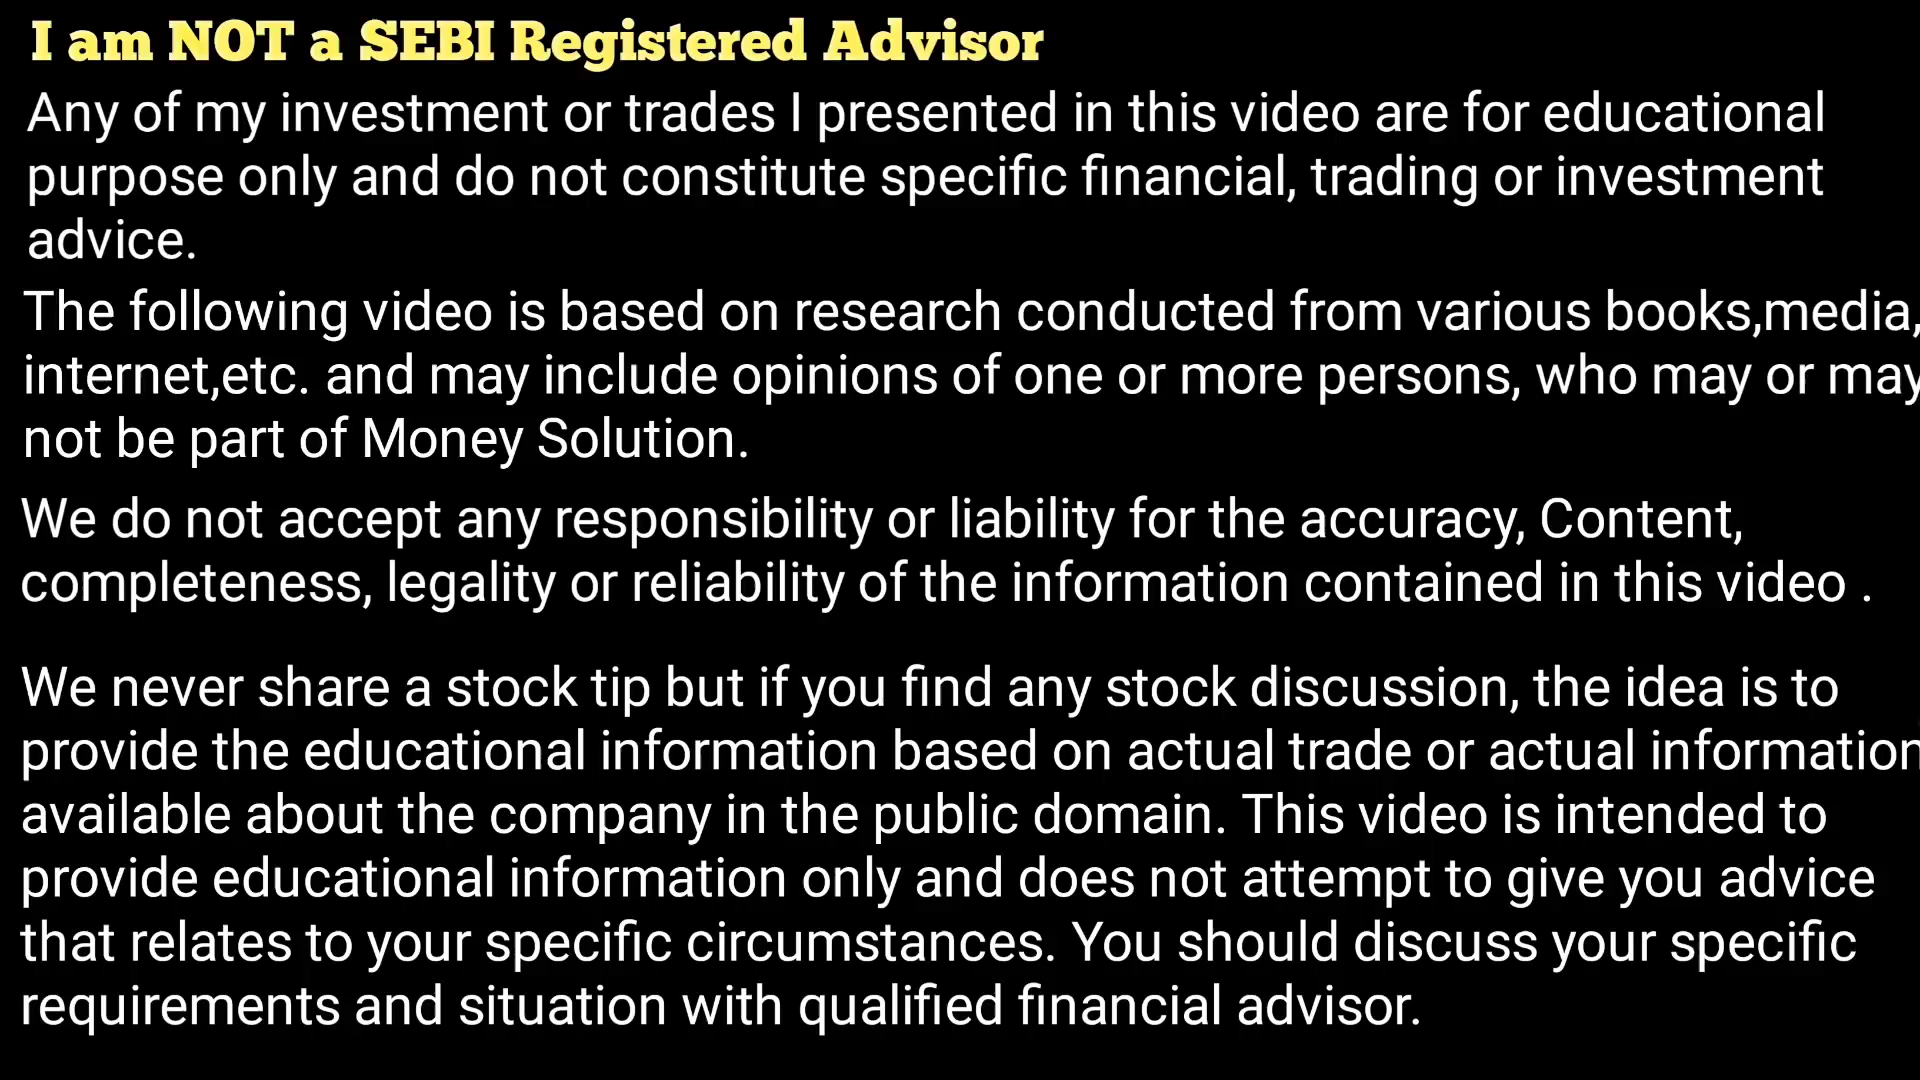 I am NOT a SEBI Registered Advisor
Any of my investment or trades I presented in this video are for educational
purpose only and do not constitute specific financial, trading or investment
advice.
The following video is based on research conducted from various books,media,
internet,etc. and may include opinions of one or more persons, who may or may
not be part of Money Solution.
We do not accept any responsibility or liability for the accuracy, Content,
completeness, legality or reliability of the information contained in this video .
We never share a stock tip but if you find any stock discussion, the idea is to
provide the educational information based on actual trade or actual information
available about the company in the public domain. This video is intended to
provide educational information only and does not attempt to give you advice
that relates to your specific circumstances. You should discuss your specific
requirements and situation with qualified financial advisor.